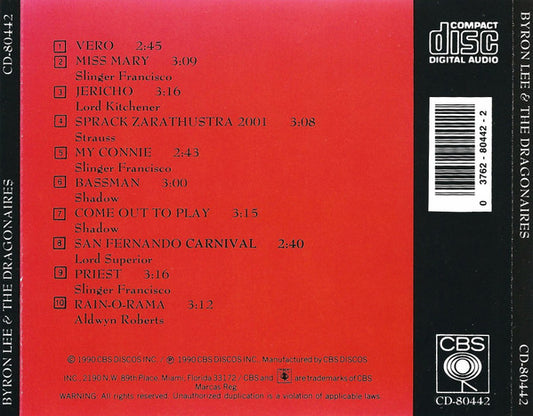 BYRON LEE & THE DRAGONAIRES CD-80442
1 VERO 2:45
2 MISS MARY 3:09
Slinger Francisco
3 JERICHO 3:16
Lord Kitchener
4 SPRACK ZARATHUSTRA 2001 3:08
Strauss
5 MY CONNIE 2:43
Slinger Francisco
6 BASSMAN 3:00
Shadow
7 COME OUT TO PLAY 3:15
Shadow
8 SAN FERNANDO CARNIVAL 2:40
Lord Superior
9 PRIEST 3:16
Slinger Francisco
10 RAIN-O-RAMA 3:12
Aldwyn Roberts
© 1990 CBS DISCOS INC. / ℗ 1990 CBS DISCOS INC. Manufactured by CBS DISCOS
INC., 2190 N.W. 89th Place, Miami, Florida 33172 / CBS and are trademarks of CBS
Marcas Reg.
WARNING: All rights reserved. Unauthorized duplication is a violation of applicable laws.
COMPACT
disc
DIGITAL AUDIO
0 3762-80442-2
CBS
CD-80442
BYRON LEE & THE DRAGONAIRES CD-80442